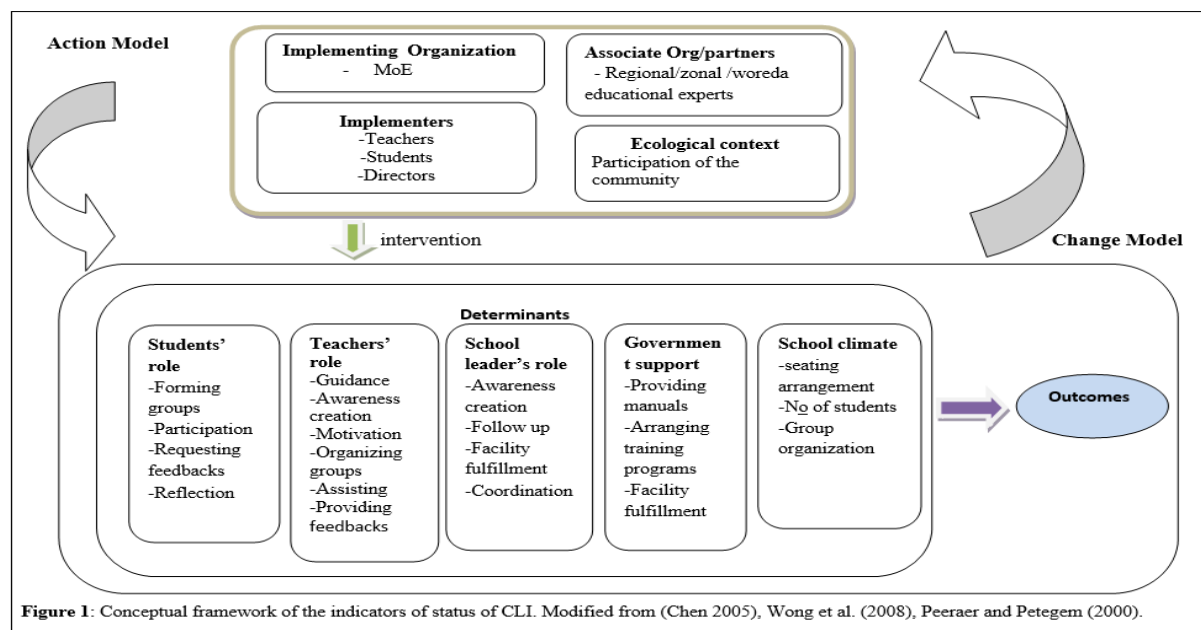 Action Model
Implementing Organization
- MoE
Associate Org/partners
- Regional/zonal /woreda
educational experts
Implementers
-Teachers
-Students
-Directors
Ecological context
Participation of the
community
intervention
Change Model
Determinants
Students'
role
-Forming
groups
-Participation
-Requesting
feedbacks
-Reflection
Teachers'
role
-Guidance
-Awareness
creation
-Motivation
-Organizing
groups
-Assisting
-Providing
feedbacks
School
leader's role
-Awareness
creation
-Follow up
-Facility
fulfillment
-Coordination
Governmen
t support
-Providing
manuals
-Arranging
training
programs
-Facility
fulfillment
School climate
-seating
arrangement
-No of students
-Group
organization
Outcomes
Figure 1: Conceptual framework of the indicators of status of CLI. Modified from (Chen 2005), Wong et al. (2008), Peeraer and Petegem (2000).